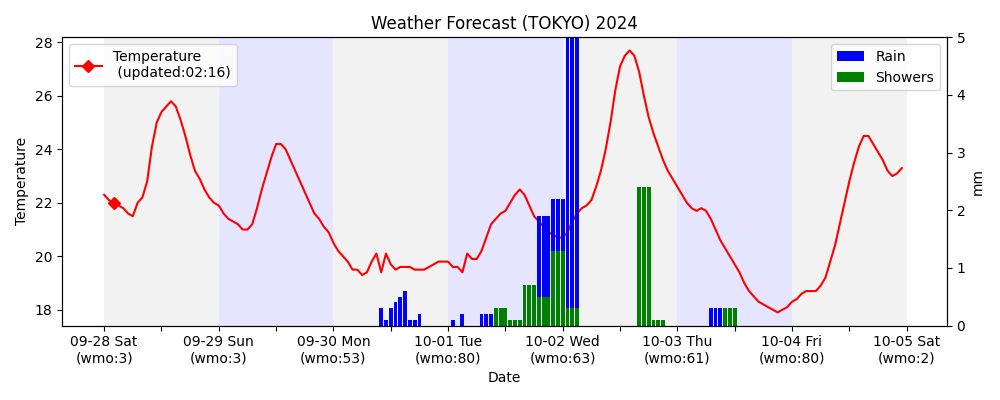 Weather Forecast (TOKYO) 2024
Temperature
(updated:02:16)
Rain
Showers
28
26
24
22
20
18
Temperature
5
4
3
2
1
0
mm
09-28 Sat
(wmo:3)
09-29 Sun
(wmo:3)
09-30 Mon
(wmo:53)
10-01 Tue
(wmo:80)
10-02 Wed
(wmo:63)
10-03 Thu
(wmo:61)
10-04 Fri
(wmo:80)
10-05 Sat
(wmo:2)
Date